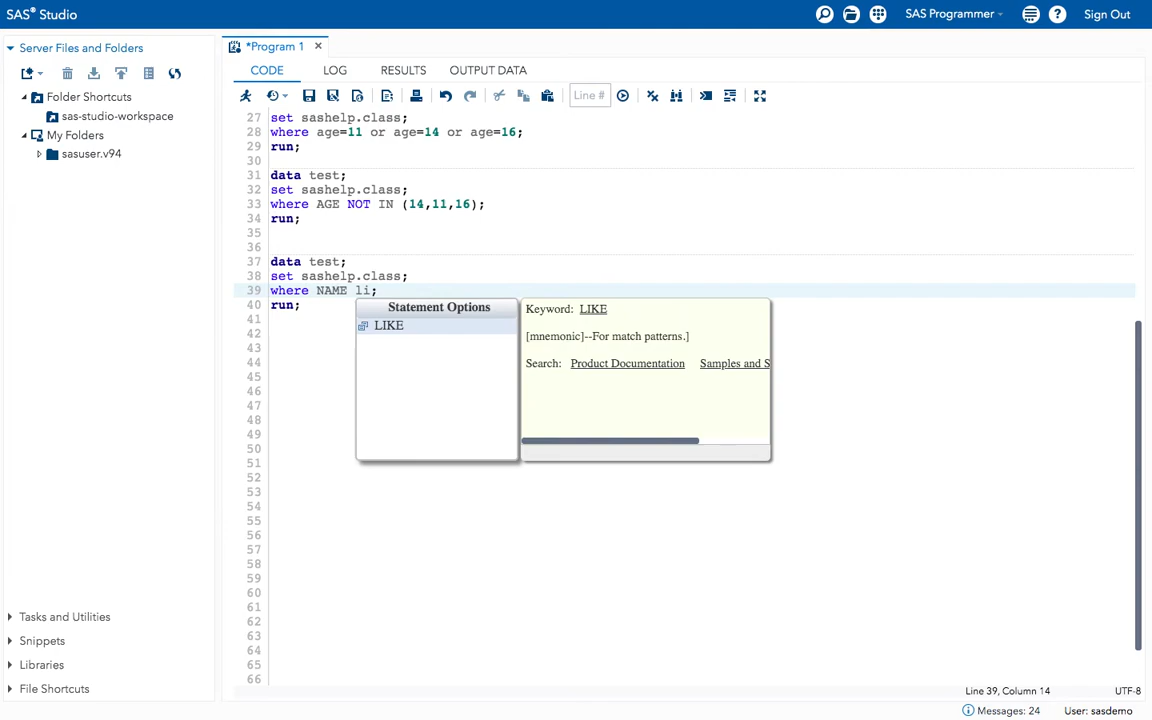 SAS® Studio
SAS Programmer
Sign Out
Server Files and Folders
Folder Shortcuts
sas-studio-workspace
My Folders
sasuser.v94
Tasks and Utilities
Snippets
Libraries
File Shortcuts
*Program 1
CODE LOG RESULTS OUTPUT DATA
Line #
27 set sashelp.class;
28 where age=11 or age=14 or age=16;
29 run;
30
31 data test;
32 set sashelp.class;
33 where AGE NOT IN (14,11,16);
34 run;
35
36
37 data test;
38 set sashelp.class;
39 where NAME li;
40 run;
41
42
43
44
45
46
47
48
49
50
51
52
53
54
55
56
57
58
59
60
61
62
63
64
65
66
Statement Options
LIKE
Keyword: LIKE
[mnemonic]--For match patterns.]
Search: Product Documentation Samples and S
Line 39, Column 14
UTF-8
Messages: 24
User: sasdemo